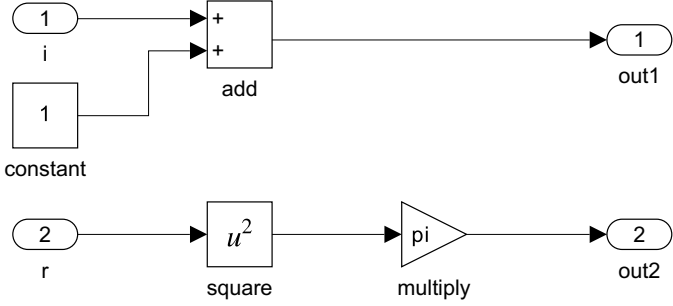 1
+
i
+
add
1
out1
1
constant
2
u²
pi
2
r
square
multiply
out2